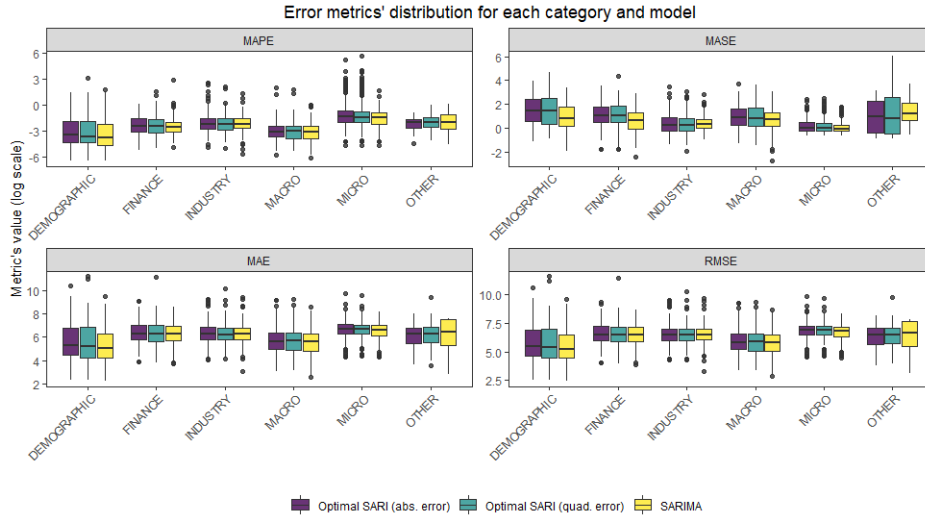 Error metrics' distribution for each category and model
Metric's value (log scale)
MAPE
6
3
0
-3
-6
DEMOGRAPHIC
FINANCE
INDUSTRY
MACRO
MICRO
OTHER
MASE
6
4
2
0
-2
DEMOGRAPHIC
FINANCE
INDUSTRY
MACRO
MICRO
OTHER
MAE
10
8
6
4
2
DEMOGRAPHIC
FINANCE
INDUSTRY
MACRO
MICRO
OTHER
RMSE
10.0
7.5
5.0
2.5
DEMOGRAPHIC
FINANCE
INDUSTRY
MACRO
MICRO
OTHER
Optimal SARI (abs. error) Optimal SARI (quad. error) SARIMA